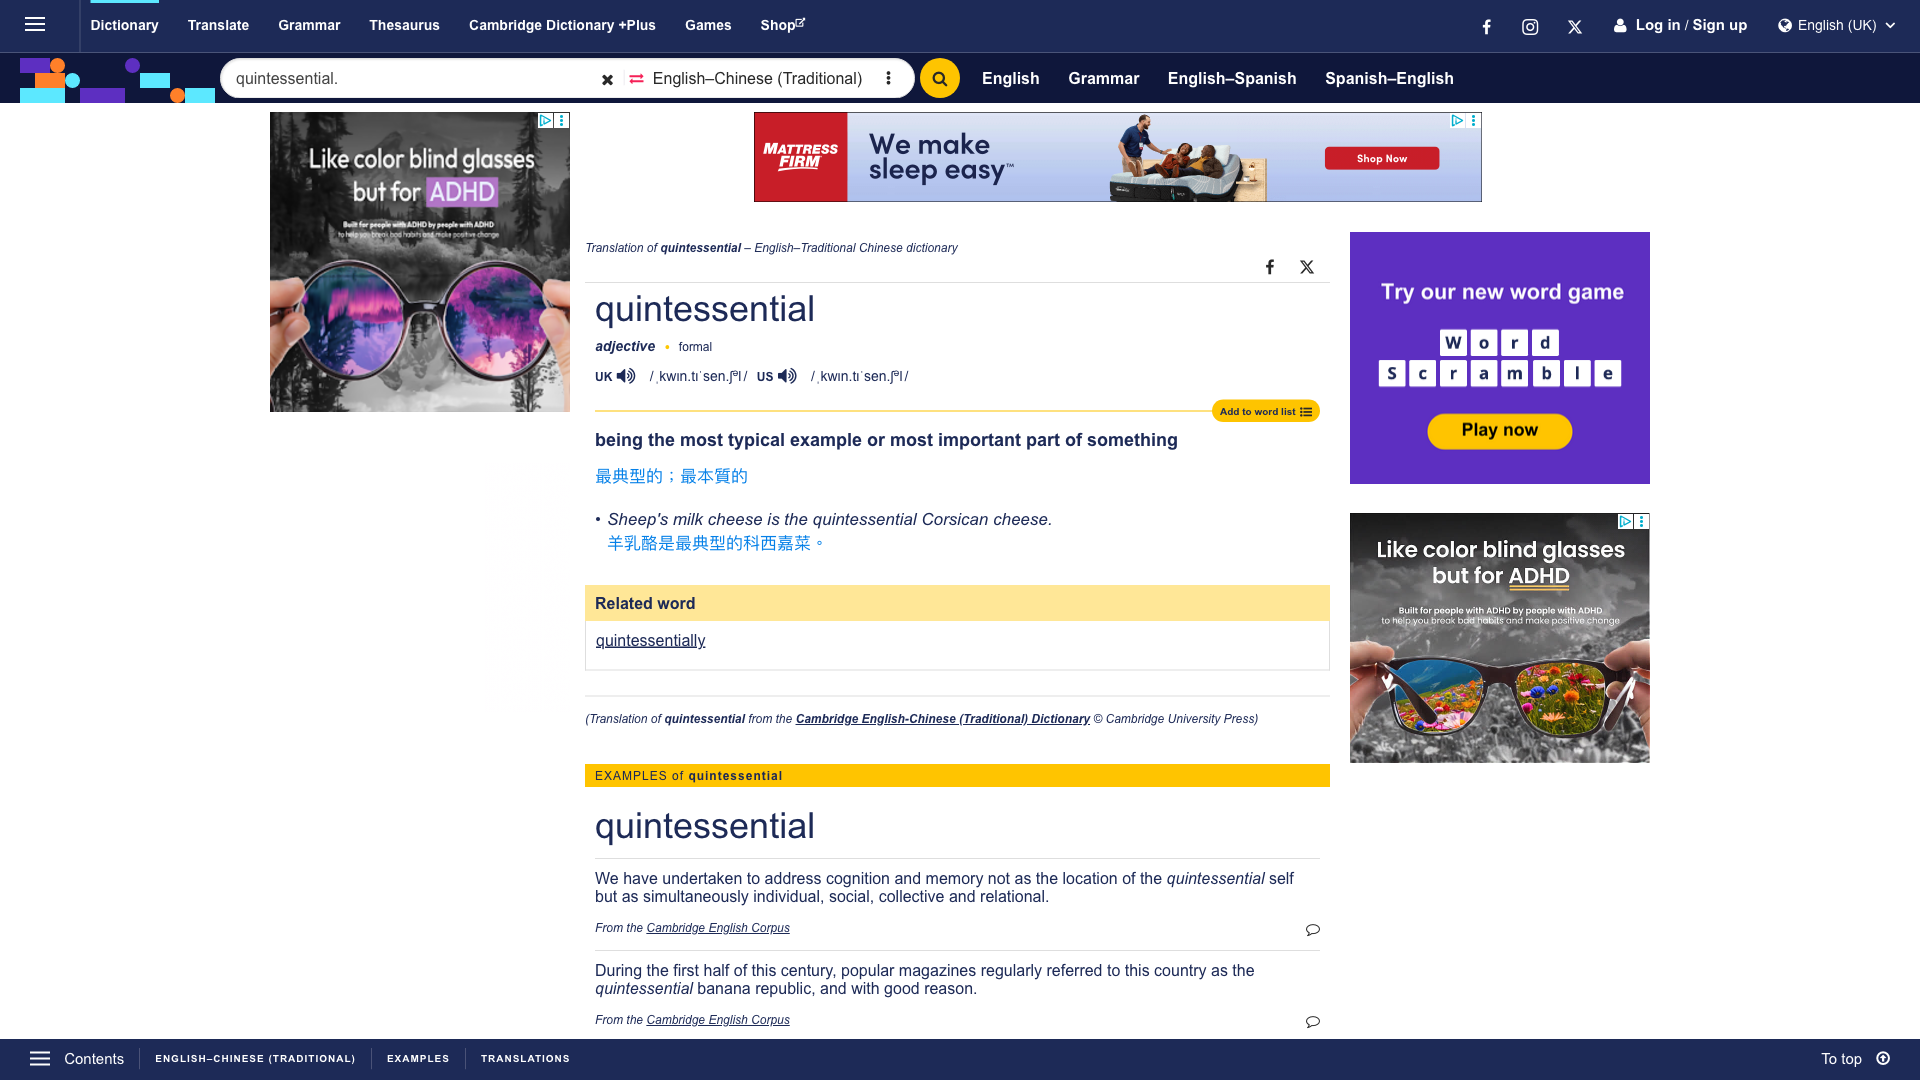 Dictionary Translate Grammar Thesaurus Cambridge Dictionary +Plus Games Shop Log in / Sign up English (UK)
quintessential. English–Chinese (Traditional) English Grammar English–Spanish Spanish–English
Like color blind glasses
but for ADHD
Built for people with ADHD by people with ADHD
to help you break bad habits and make positive change
MATTRESS
FIRM
We make
sleep easy™
Shop Now
Translation of quintessential – English–Traditional Chinese dictionary
quintessential
adjective • formal
UK /ˌkwɪn.tɪˈsen.ʃəl/ US /ˌkwɪn.tɪˈsen.ʃəl/
Add to word list
being the most typical example or most important part of something
最典型的；最本質的
• Sheep's milk cheese is the quintessential Corsican cheese.
羊乳酪是最典型的科西嘉菜。
Related word
quintessentially
(Translation of quintessential from the Cambridge English-Chinese (Traditional) Dictionary © Cambridge University Press)
EXAMPLES of quintessential
quintessential
We have undertaken to address cognition and memory not as the location of the quintessential self
but as simultaneously individual, social, collective and relational.
From the Cambridge English Corpus
During the first half of this century, popular magazines regularly referred to this country as the
quintessential banana republic, and with good reason.
From the Cambridge English Corpus
Try our new word game
Word
Scramble
Play now
Like color blind glasses
but for ADHD
Built for people with ADHD by people with ADHD
to help you break bad habits and make positive change
Contents ENGLISH–CHINESE (TRADITIONAL) EXAMPLES TRANSLATIONS To top